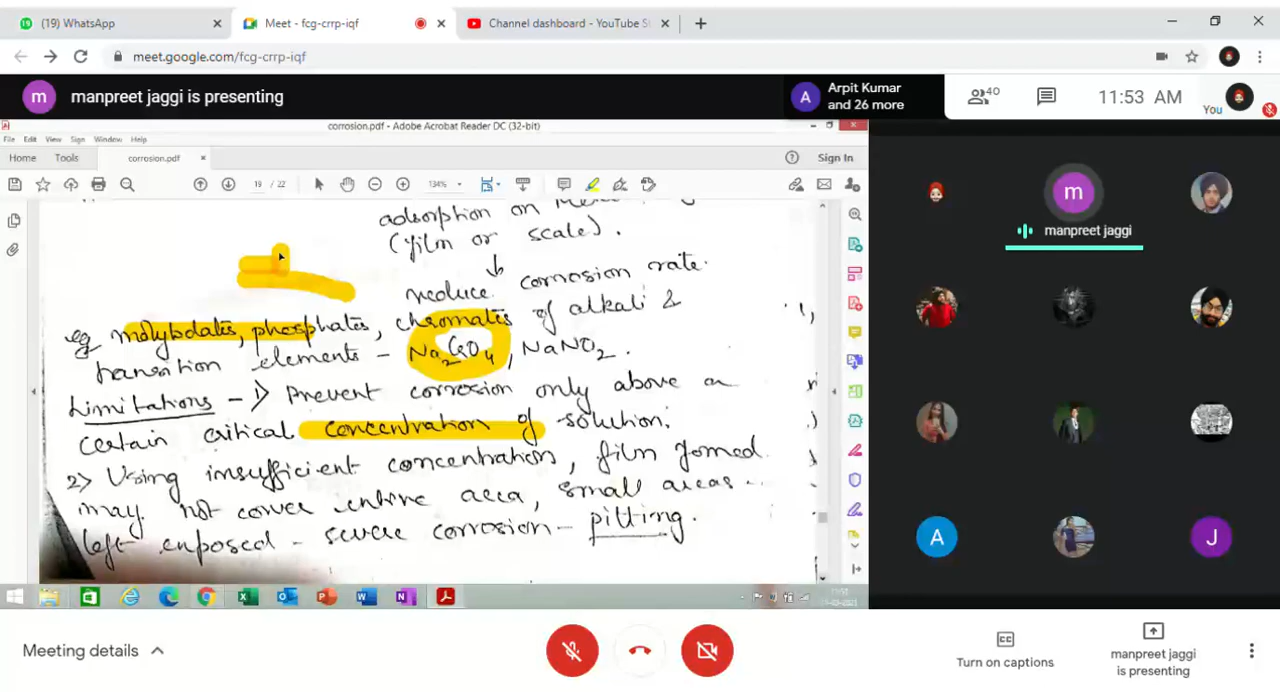 (19) WhatsApp
Meet - fcg-crrp-iqf
Channel dashboard - YouTube S
meet.google.com/fcg-crrp-iqf
m
manpreet jaggi is presenting
A
Arpit Kumar
and 26 more
40
11:53 AM
You
corrosion.pdf - Adobe Acrobat Reader DC (32-bit)
File Edit View Sign Window Help
Home Tools corrosion.pdf
Sign In
19 / 22
134%
adsorption on
(film or scale).
reduce corrosion rate.
eg molybdates, phosphates, chromates of alkali &
transition elements - Na2CrO4, NaNO2.
Limitations - 1) Prevent corrosion only above a
certain critical concentration of solution.
2) Using insufficient concentration, film formed
may not cover entire area, small areas
left exposed - severe corrosion - pitting.
m
manpreet jaggi
A
J
Meeting details
Turn on captions
manpreet jaggi
is presenting